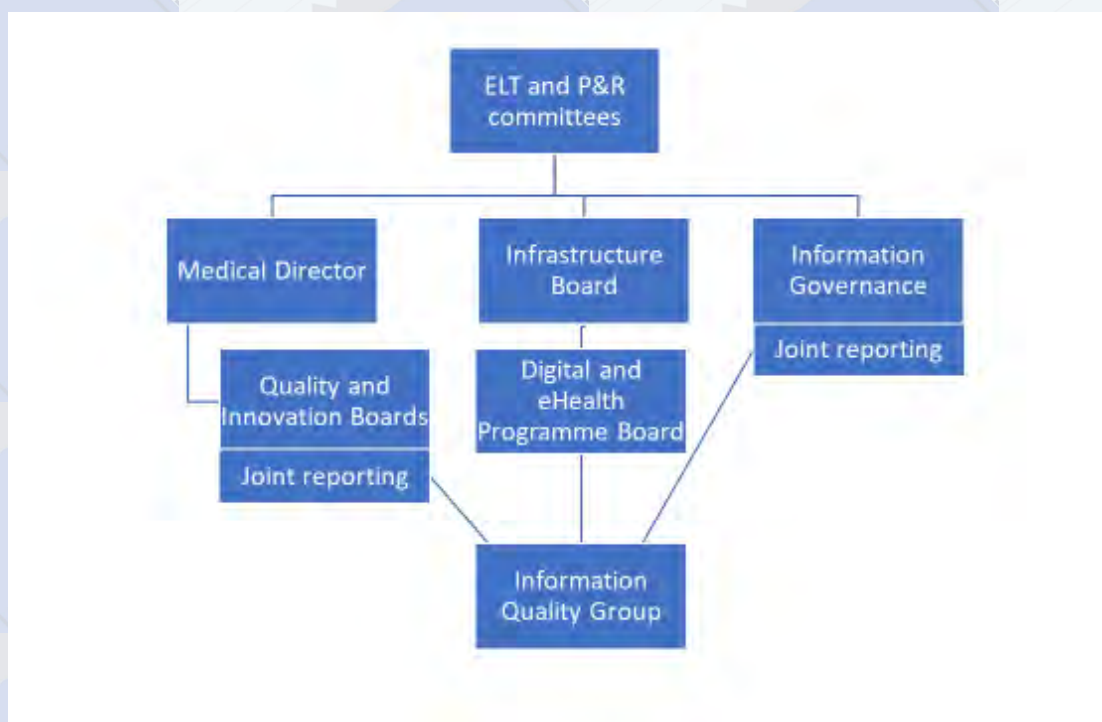 ELT and P&R
committees
Medical Director
Infrastructure
Board
Information
Governance
Joint reporting
Quality and
Innovation Boards
Joint reporting
Digital and
eHealth
Programme Board
Information
Quality Group